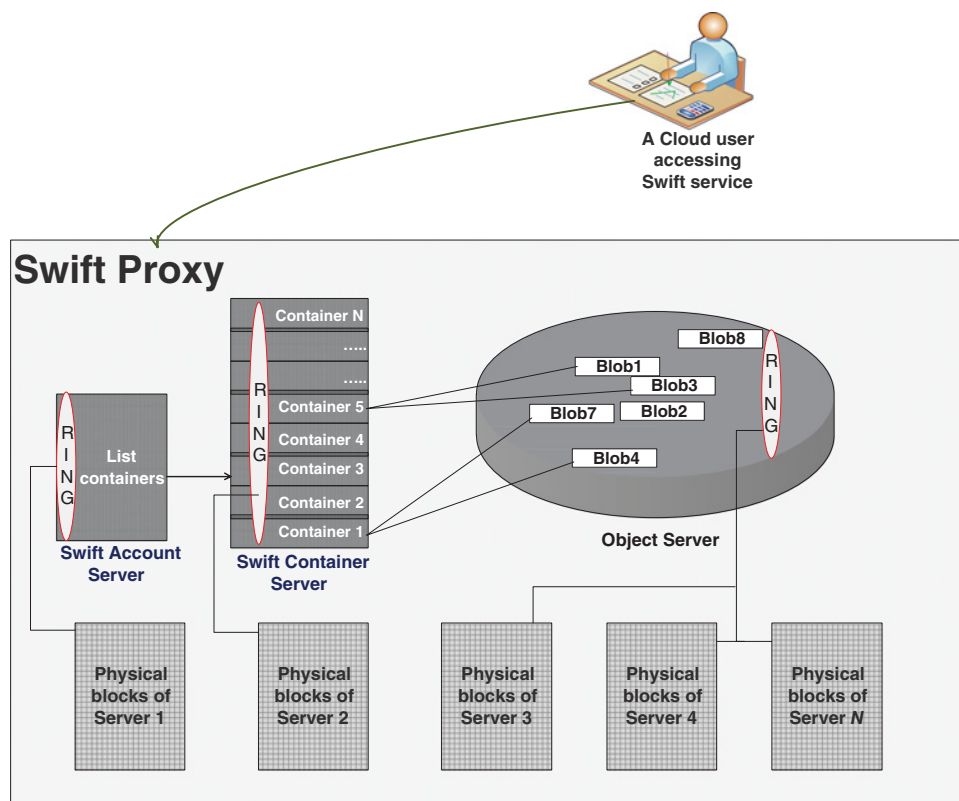 A Cloud user
accessing
Swift service
Swift Proxy
RING
List
containers
Swift Account
Server
RING
Container N
.....
.....
Container 5
Container 4
Container 3
Container 2
Container 1
Swift Container
Server
Blob8
Blob1
Blob3
Blob7
Blob2
Blob4
RING
Object Server
Physical
blocks of
Server 1
Physical
blocks of
Server 2
Physical
blocks of
Server 3
Physical
blocks of
Server 4
Physical
blocks of
Server N